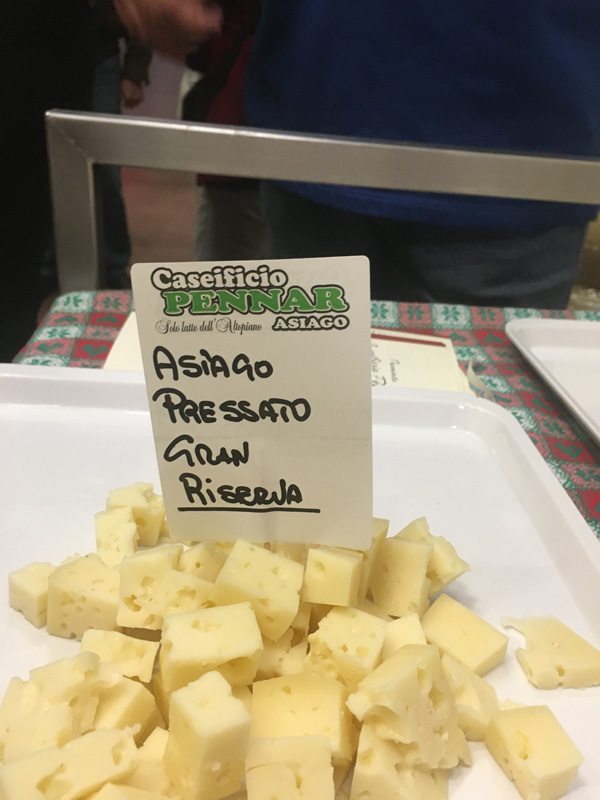 Caseificio
PENNAR
Solo latte dell'Altopiano ASIAGO
ASIAGO
PRESSATO
GRAN
RISERVA